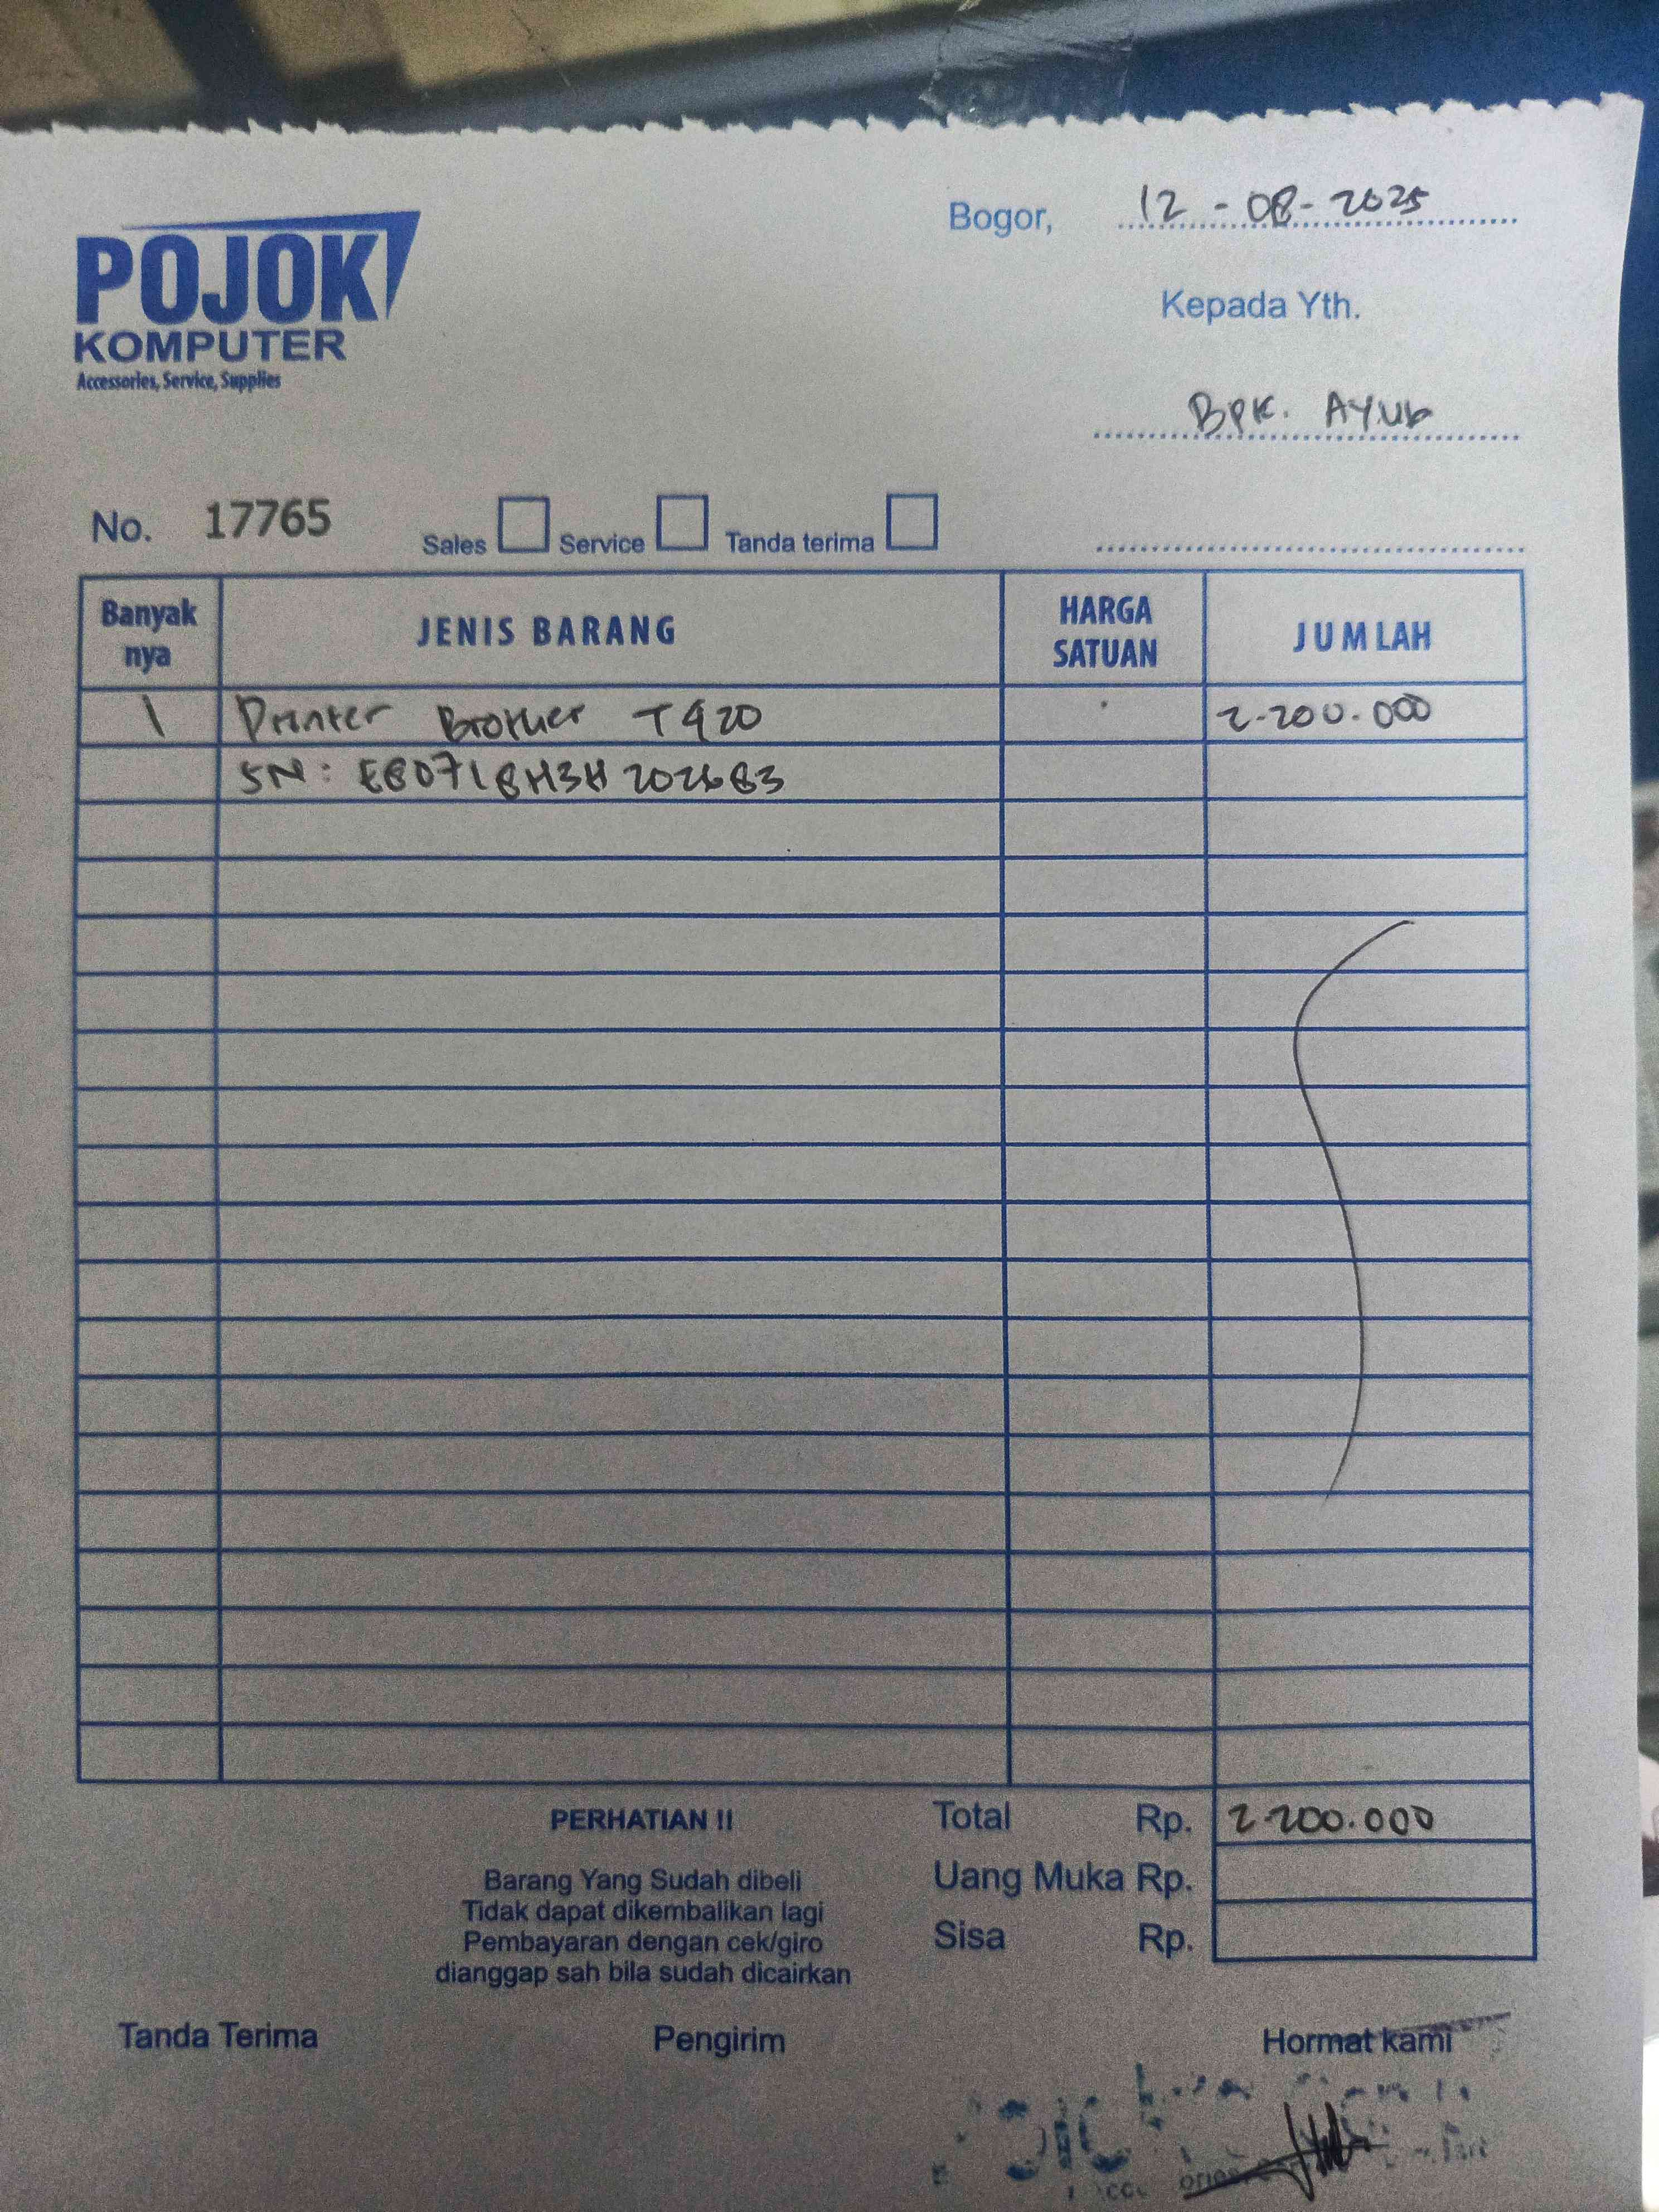 POJOK
KOMPUTER
Accessories, Service, Supplies
Bogor, 12-08-2025
Kepada Yth.
BPK. AYUb
No. 17765
Sales Service Tanda terima
Banyak nya JENIS BARANG HARGA SATUAN JUMLAH
1 Printer Brother T920 2.200.000
SN: E80718H3H202683
PERHATIAN !!
Barang Yang Sudah dibeli
Tidak dapat dikembalikan lagi
Pembayaran dengan cek/giro
dianggap sah bila sudah dicairkan
Total Rp. 2.200.000
Uang Muka Rp.
Sisa Rp.
Tanda Terima Pengirim Hormat kami